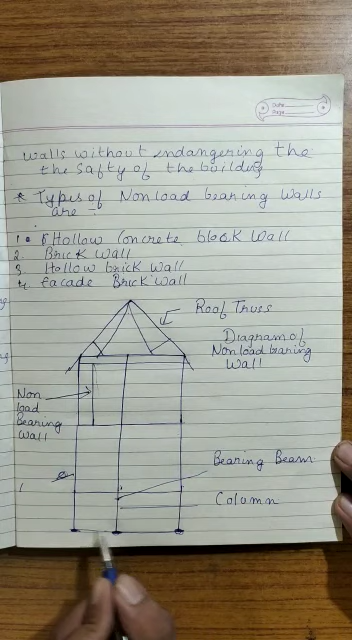 Date
Page
walls without endangering the
the safty of the building
* Types of Nonload bearing walls
are :-
1. Hollow Concrete block Wall
2. Brick Wall
3. Hollow brick Wall
4. facade Brick Wall
Roof Truss
Diagram of
Nonload bearing
Wall
Non
load
Bearing
Wall
Bearing Beam
Column